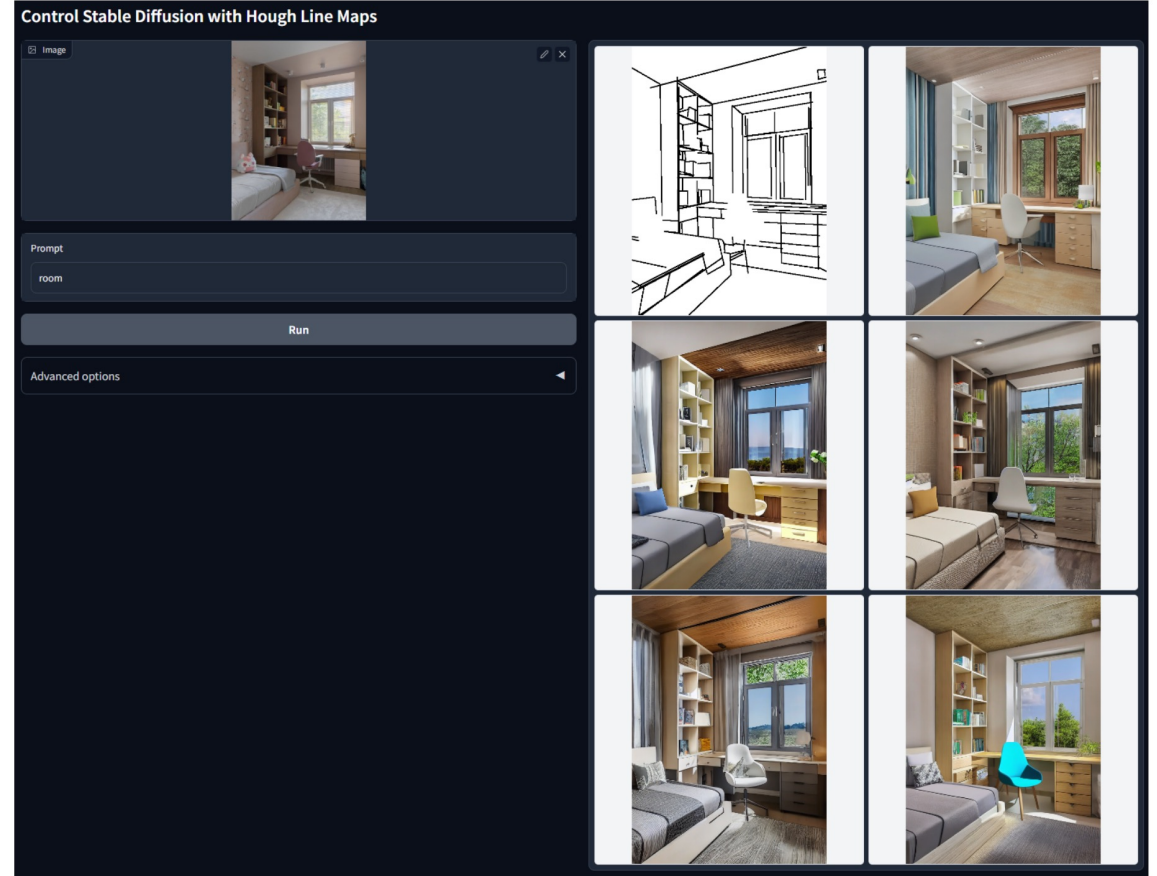 Control Stable Diffusion with Hough Line Maps
Image
Prompt
room
Run
Advanced options